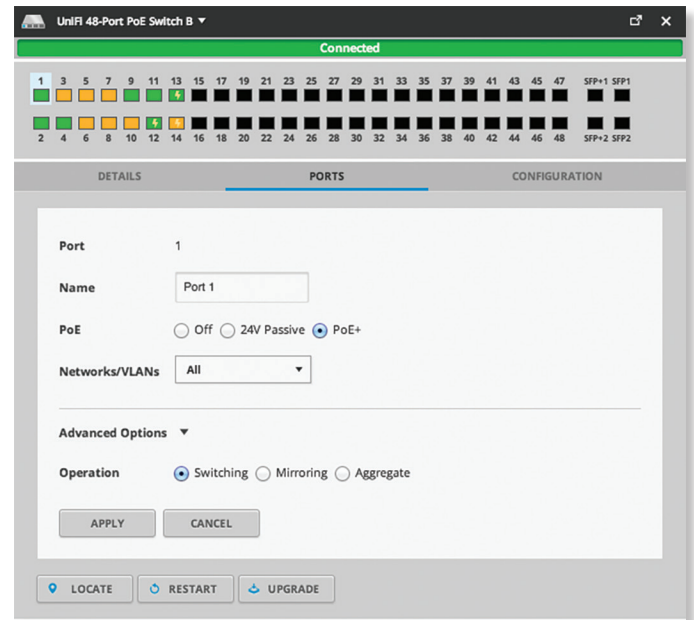 UniFi 48-Port PoE Switch B
Connected
1 3 5 7 9 11 13 15 17 19 21 23 25 27 29 31 33 35 37 39 41 43 45 47 SFP+1 SFP1
2 4 6 8 10 12 14 16 18 20 22 24 26 28 30 32 34 36 38 40 42 44 46 48 SFP+2 SFP2
DETAILS PORTS CONFIGURATION
Port 1
Name Port 1
PoE Off 24V Passive PoE+
Networks/VLANs All
Advanced Options
Operation Switching Mirroring Aggregate
APPLY CANCEL
LOCATE RESTART UPGRADE